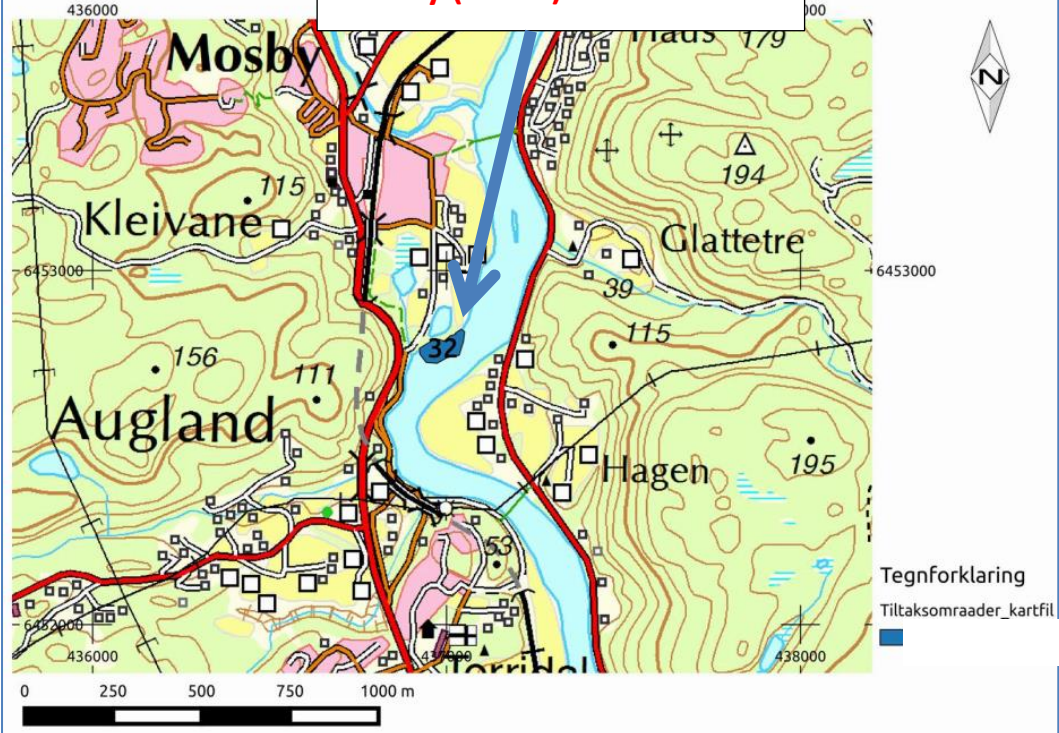 436000
Mosby
Haus 179
194
115
Kleivane
Glattetre
6453000
6453000
39
115
32
156
111
Augland
195
Hagen
53
Tegnforklaring
Tiltaksomraader_kartfil
6452000
436000
437000
438000
0 250 500 750 1000 m
N